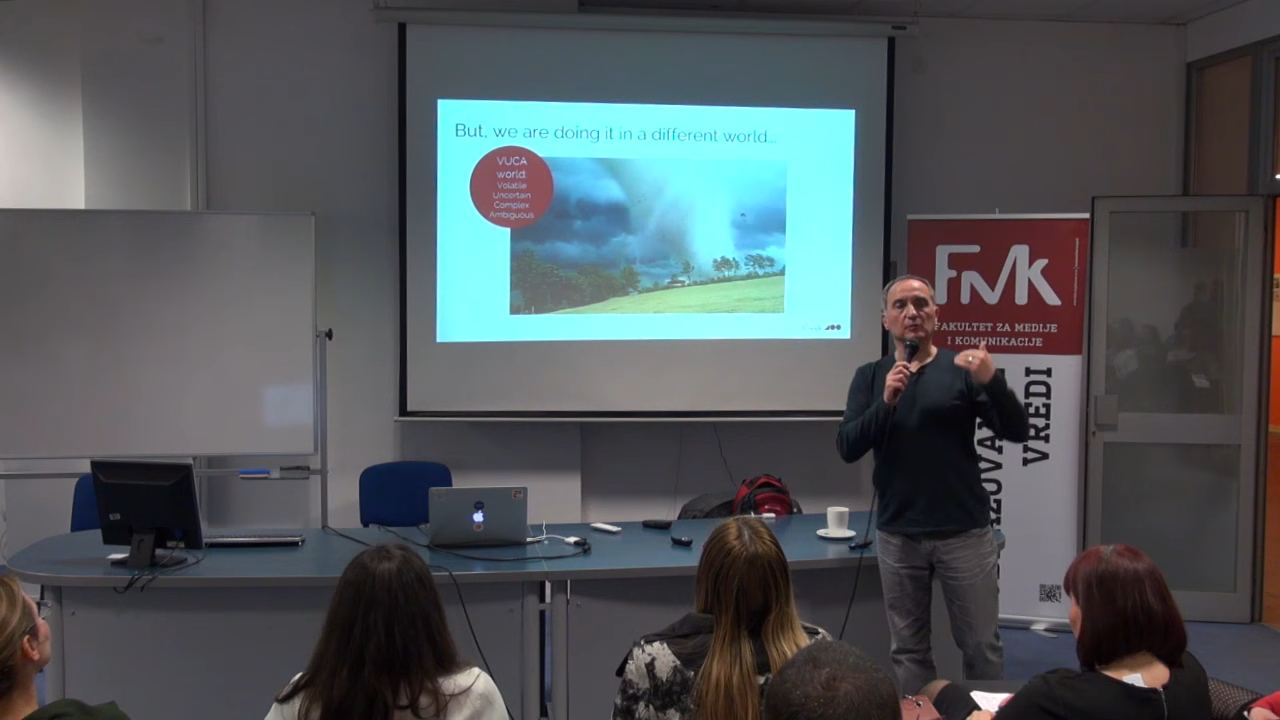 But, we are doing it in a different world...
VUCA
world:
Volatile
Uncertain
Complex
Ambiguous
FMK
FAKULTET ZA MEDIJE
I KOMUNIKACIJE
VREDI